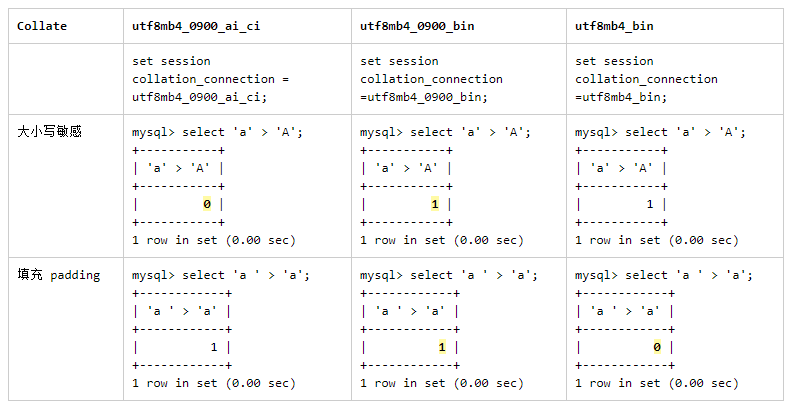 Collate
utf8mb4_0900_ai_ci
utf8mb4_0900_bin
utf8mb4_bin
set session
collation_connection =
utf8mb4_0900_ai_ci;
set session
collation_connection
=utf8mb4_0900_bin;
set session
collation_connection
=utf8mb4_bin;
大小写敏感
mysql> select 'a' > 'A';
+-----------+
| 'a' > 'A' |
+-----------+
|         0 |
+-----------+
1 row in set (0.00 sec)
mysql> select 'a' > 'A';
+-----------+
| 'a' > 'A' |
+-----------+
|         1 |
+-----------+
1 row in set (0.00 sec)
mysql> select 'a' > 'A';
+-----------+
| 'a' > 'A' |
+-----------+
|         1 |
+-----------+
1 row in set (0.00 sec)
填充 padding
mysql> select 'a ' > 'a';
+------------+
| 'a ' > 'a' |
+------------+
|          1 |
+------------+
1 row in set (0.00 sec)
mysql> select 'a ' > 'a';
+------------+
| 'a ' > 'a' |
+------------+
|          1 |
+------------+
1 row in set (0.00 sec)
mysql> select 'a ' > 'a';
+------------+
| 'a ' > 'a' |
+------------+
|          0 |
+------------+
1 row in set (0.00 sec)